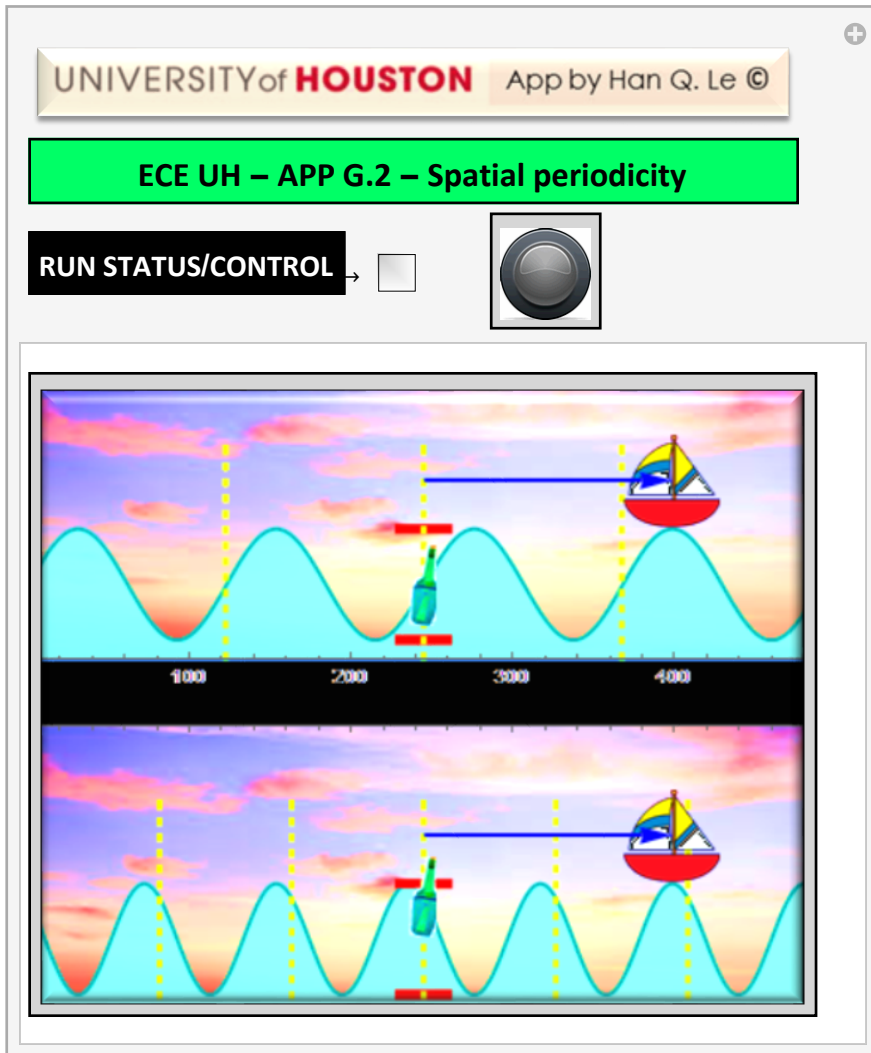 UNIVERSITY of HOUSTON App by Han Q. Le ©
ECE UH – APP G.2 – Spatial periodicity
RUN STATUS/CONTROL →
100 200 300 400